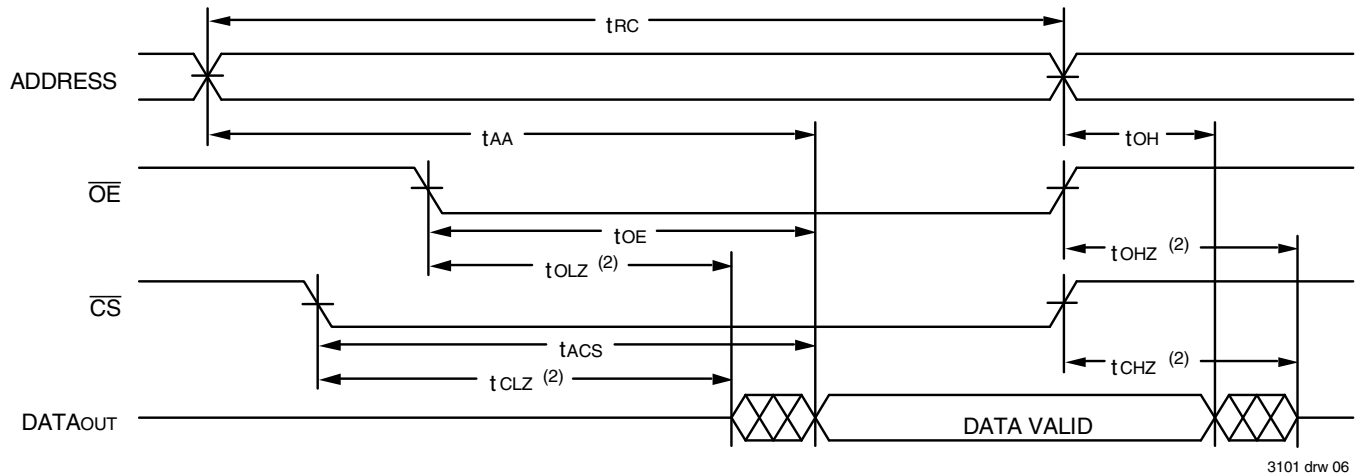 tRC
ADDRESS
tAA
tOH
OE
tOE
tOLZ (2)
tOHZ (2)
CS
tACS
tCLZ (2)
tCHZ (2)
DATAOUT
DATA VALID
3101 drw 06